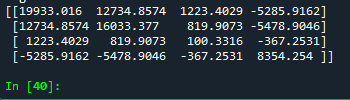 [[19933.016 12734.8574 1223.4029 -5285.9162]
[12734.8574 16033.377 819.9073 -5478.9046]
[ 1223.4029 819.9073 100.3316 -367.2531]
[-5285.9162 -5478.9046 -367.2531 8354.254 ]]
In [40]: